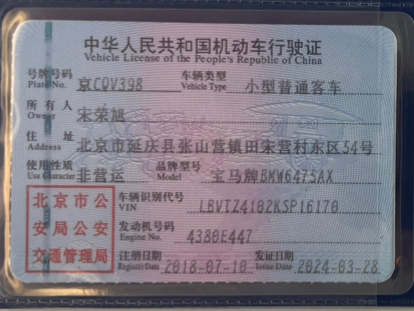 中华人民共和国机动车行驶证
Vehicle License of the People's Republic of China
号牌号码 京CQV398 车辆类型 小型普通客车
Plate No. Vehicle Type
所有人 宋荣旭
Owner
住址 北京市延庆县张山营镇田宋营村东区54号
Address
使用性质 非营运 品牌型号 宝马牌BMW6475AX
Use Character Model
北京市公安局公安交通管理局
车辆识别代号 LBVTZ4102KSP16170
VIN
发动机号码 4380E447
Engine No.
注册日期 2018-07-10 发证日期 2024-03-28
Register Date Issue Date